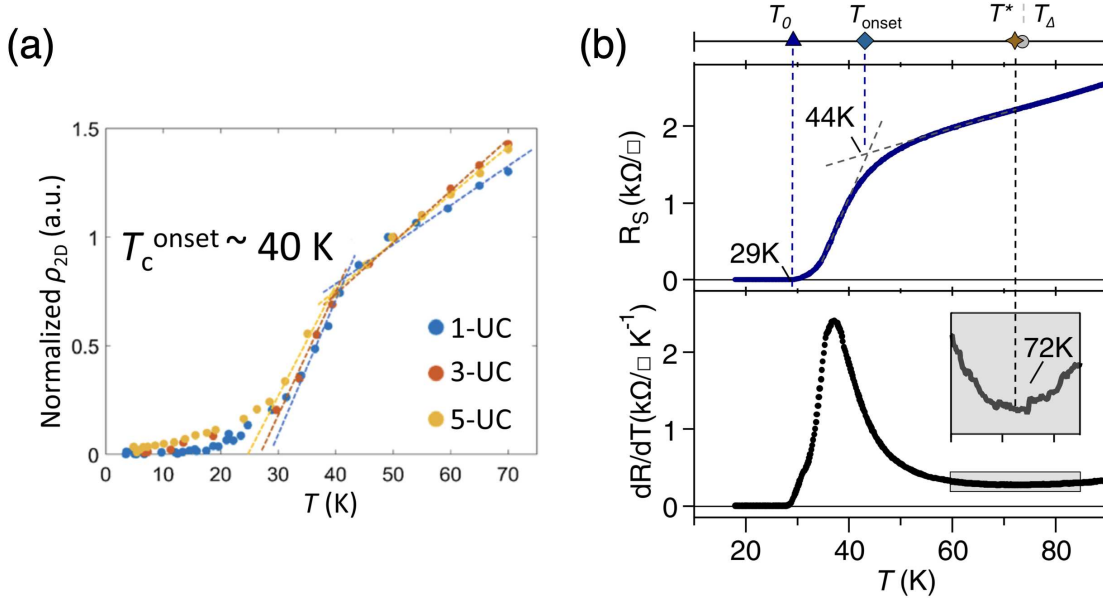 (a)
1.5
1
0.5
0
Normalized ρ2D (a.u.)
Tc onset ~ 40 K
1-UC
3-UC
5-UC
0 10 20 30 40 50 60 70
T (K)
(b)
T0 Tonset T* TΔ
44K
29K
2
1
0
RS (kΩ/□)
72K
2
1
0
dR/dT(kΩ/□ K-1)
20 40 60 80
T (K)